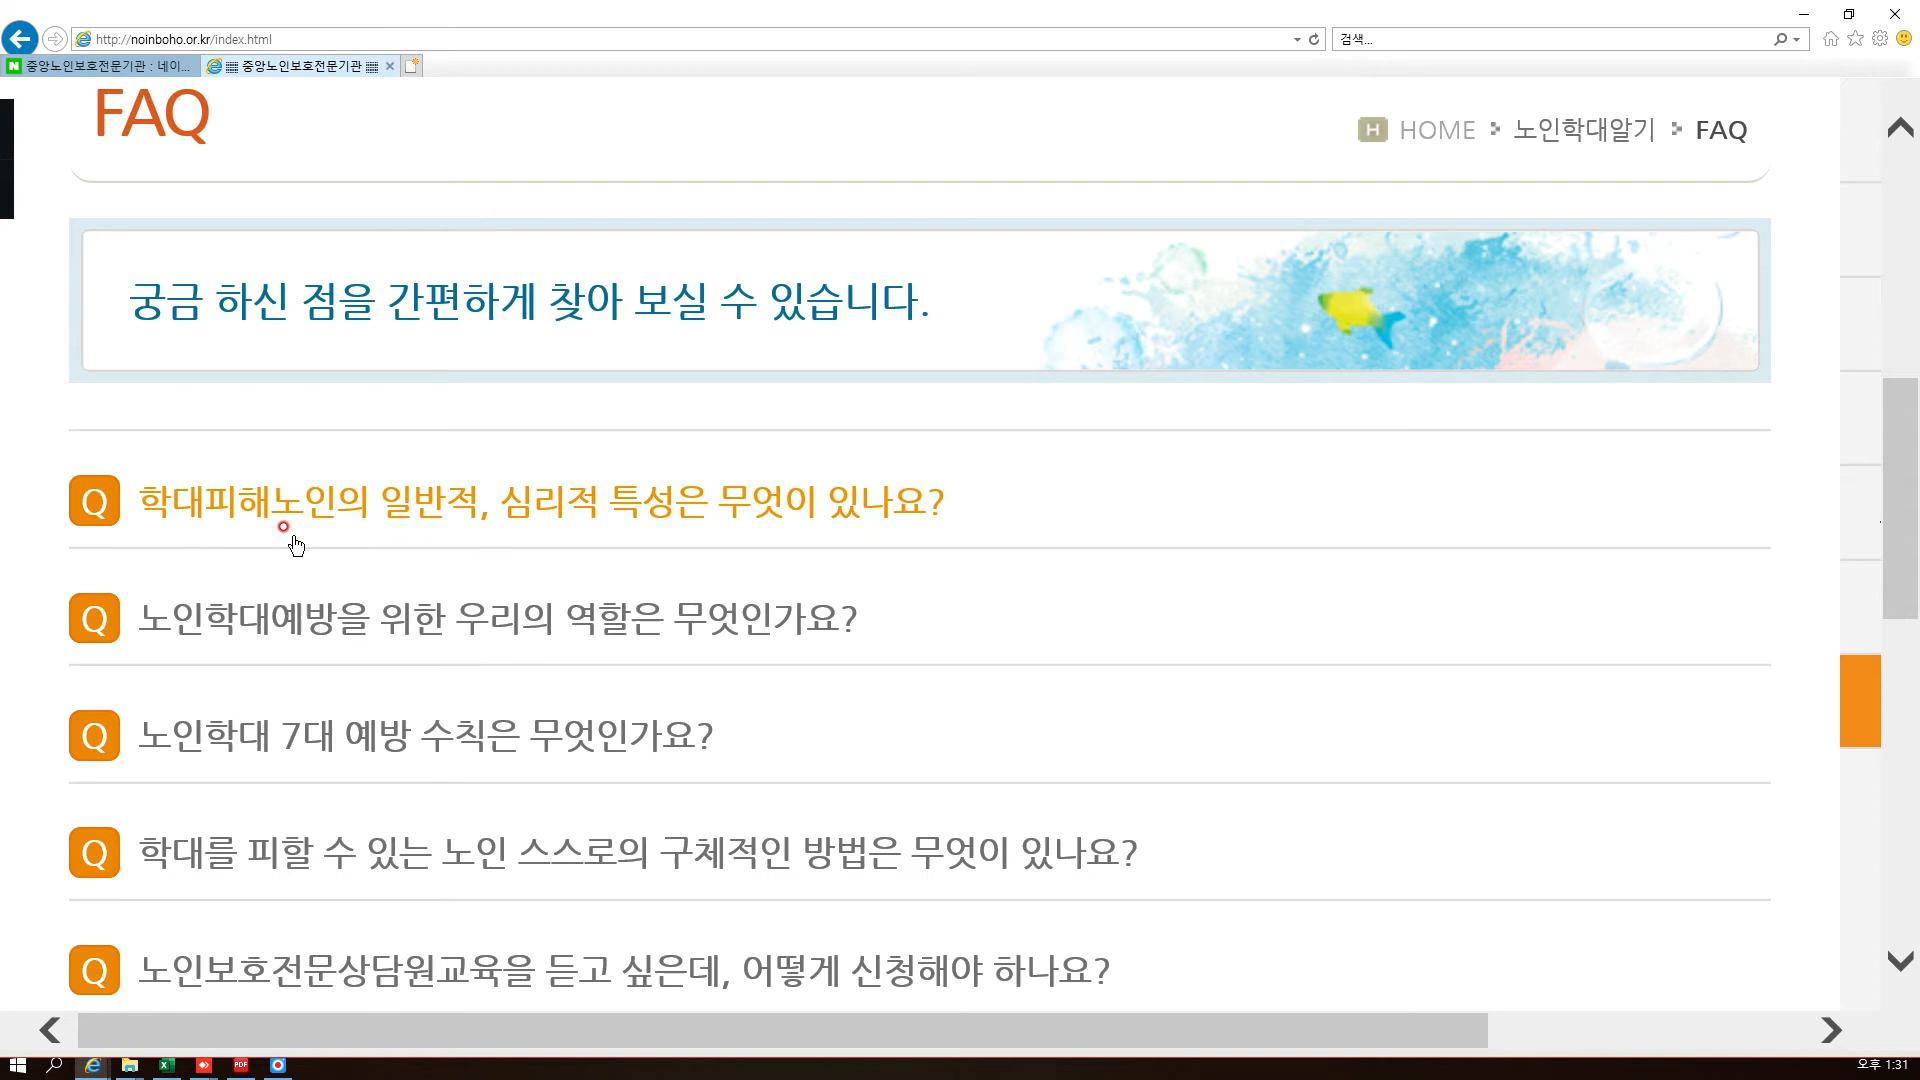 http://noinboho.or.kr/index.html
검색...
N 중앙노인보호전문기관 : 네이...
중앙노인보호전문기관
FAQ
H HOME 노인학대알기 FAQ
궁금 하신 점을 간편하게 찾아 보실 수 있습니다.
Q 학대피해노인의 일반적, 심리적 특성은 무엇이 있나요?
Q 노인학대예방을 위한 우리의 역할은 무엇인가요?
Q 노인학대 7대 예방 수칙은 무엇인가요?
Q 학대를 피할 수 있는 노인 스스로의 구체적인 방법은 무엇이 있나요?
Q 노인보호전문상담원교육을 듣고 싶은데, 어떻게 신청해야 하나요?
PDF
오후 1:31